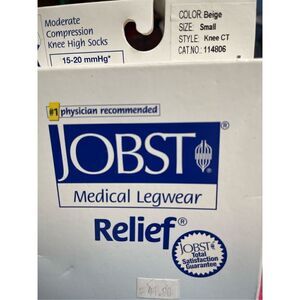 Moderate
Compression
Knee High Socks
15-20 mmHg*
COLOR: Beige
SIZE: Small
STYLE: Knee CT
CAT.NO.: 114806
#1 physician recommended
JOBST®
Medical Legwear
Relief®
JOBST®
Total
Satisfaction
Guarantee